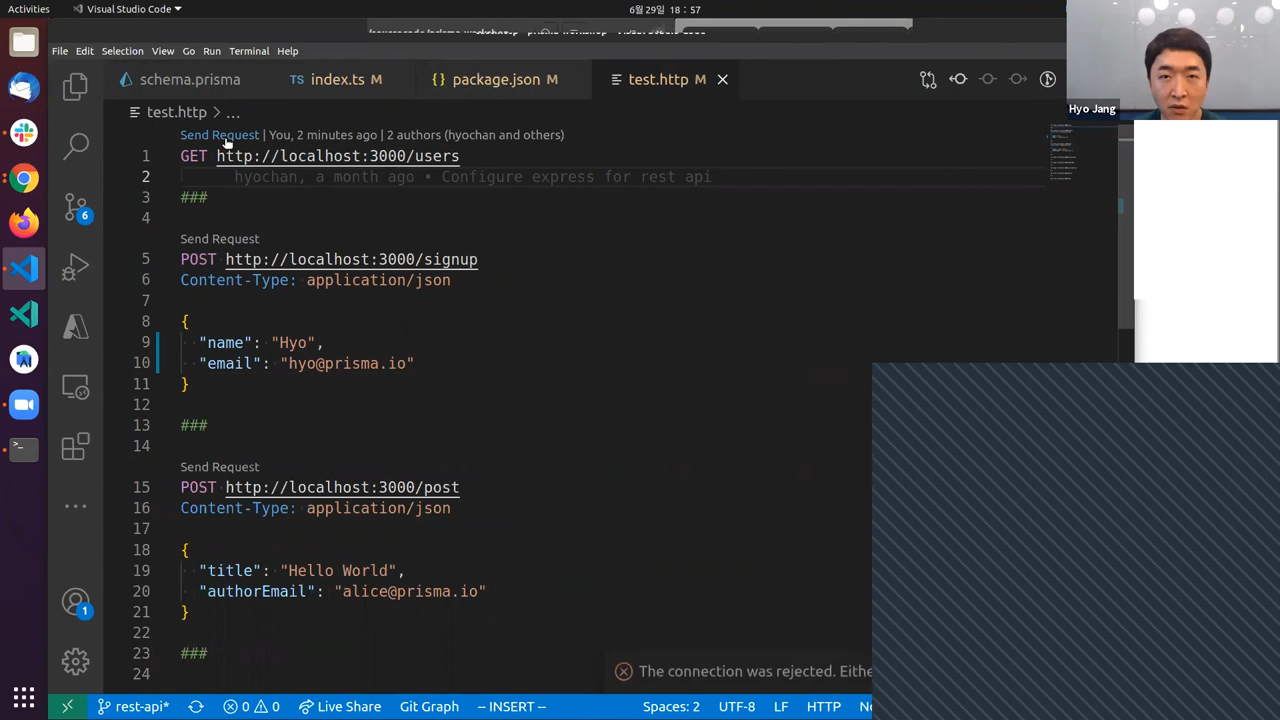 Activities
Visual Studio Code
6월29일 18:57
File Edit Selection View Go Run Terminal Help
schema.prisma
TS index.ts M
{} package.json M
test.http M
Hyo Jang
test.http > ...
Send Request | You, 2 minutes ago | 2 authors (hyochan and others)
1 GET http://localhost:3000/users
2 hyochan, a month ago • Configure express for rest api
3 ###
4
Send Request
5 POST http://localhost:3000/signup
6 Content-Type: application/json
7
8 {
9 "name": "Hyo",
10 "email": "hyo@prisma.io"
11 }
12
13 ###
14
Send Request
15 POST http://localhost:3000/post
16 Content-Type: application/json
17
18 {
19 "title": "Hello World",
20 "authorEmail": "alice@prisma.io"
21 }
22
23 ###
24
6
1
The connection was rejected.
rest-api*
0 0
Live Share
Git Graph
-- INSERT --
Spaces: 2
UTF-8
LF
HTTP